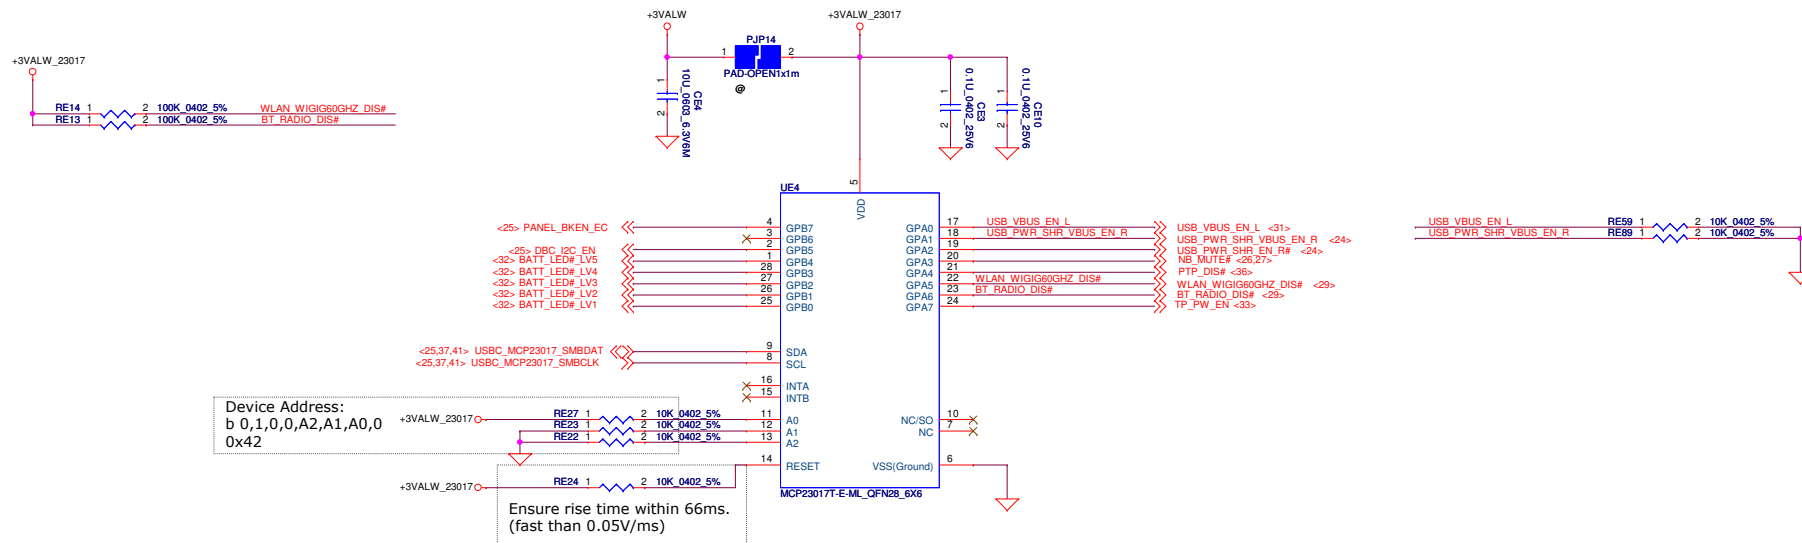 +3VALW_23017
RE14 1 2 100K_0402_5% WLAN_WIGIG60GHZ_DIS#
RE13 1 2 100K_0402_5% BT_RADIO_DIS#
+3VALW
+3VALW_23017
PJP14
1 2
PAD-OPEN1x1m
@
1
2
CE4
10U_0603_6.3V6M
1
2
CE3
0.1U_0402_25V6
1
2
CE10
0.1U_0402_25V6
5
VDD
UE4
<25> PANEL_BKEN_EC 4 GPB7
3 GPB6
<25> DBC_I2C_EN 2 GPB5
<32> BATT_LED#_LV5 1 GPB4
<32> BATT_LED#_LV4 28 GPB3
<32> BATT_LED#_LV3 27 GPB2
<32> BATT_LED#_LV2 26 GPB1
<32> BATT_LED#_LV1 25 GPB0
<25,37,41> USBC_MCP23017_SMBDAT 9 SDA
<25,37,41> USBC_MCP23017_SMBCLK 8 SCL
16 INTA
15 INTB
+3VALW_23017 RE27 1 2 10K_0402_5% 11 A0
RE23 1 2 10K_0402_5% 12 A1
RE22 1 2 10K_0402_5% 13 A2
14 RESET
+3VALW_23017 RE24 1 2 10K_0402_5%
Device Address:
b 0,1,0,0,A2,A1,A0,0
0x42
Ensure rise time within 66ms.
(fast than 0.05V/ms)
GPA0 17 USB_VBUS_EN_L USB_VBUS_EN_L <31>
GPA1 18 USB_PWR_SHR_VBUS_EN_R USB_PWR_SHR_VBUS_EN_R <24>
GPA2 19 USB_PWR_SHR_EN_R# <24>
GPA3 20 NB_MUTE# <26,27>
GPA4 21 PTP_DIS# <36>
GPA5 22 WLAN_WIGIG60GHZ_DIS# WLAN_WIGIG60GHZ_DIS# <29>
GPA6 23 BT_RADIO_DIS# BT_RADIO_DIS# <29>
GPA7 24 TP_PW_EN <33>
NC/SO 10
NC 7
VSS(Ground) 6
MCP23017T-E-ML_QFN28_6X6
USB_VBUS_EN_L RE59 1 2 10K_0402_5%
USB_PWR_SHR_VBUS_EN_R RE89 1 2 10K_0402_5%